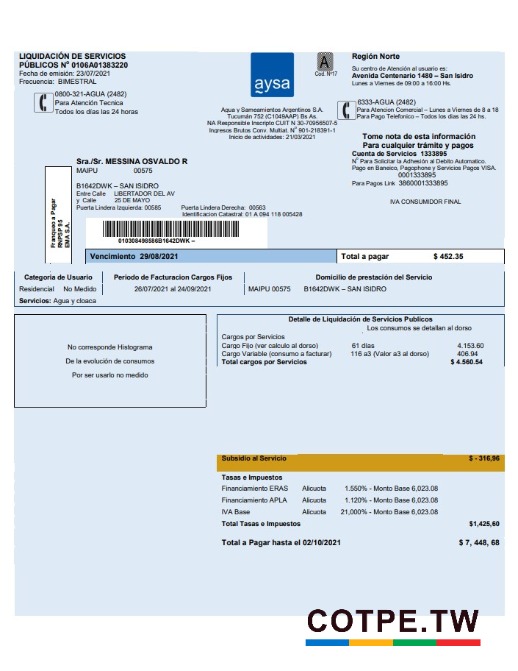 LIQUIDACIÓN DE SERVICIOS
PÚBLICOS Nº 0106A01383220
Fecha de emisión: 23/07/2021
Frecuencia: BIMESTRAL
0800-321-AGUA (2482)
Para Atención Tecnica
Todos los días las 24 horas
aysa
A
Cod. Nº17
Agua y Saneamientos Argentinos S.A.
Tucumán 752 (C1049AAP) Bs As.
NA Responsible Inscripto CUIT N 30-70956507-5
Ingresos Brutos Conv. Multiat. Nº 901-218391-1
Inicio de actividades: 21/03/2021
Región Norte
Su centro de Atención al usuario es:
Avenida Centenario 1480 – San Isidro
Lunes a Viernes de 09:00 a 16:00 Hs.
6333-AGUA (2482)
Para Atencion Comercial – Lunes a Viernes de 8 a 18
Para Pago Telefonico – Todos los días las 24 hs.
Tome nota de esta información
Para cualquier trámite y pagos
Cuenta de Servicios 1333895
Nº Para Solicitar la Adhesión al Debito Automatico.
Pago en Baneico, Pagophone y Servicios Pagos VISA.
0001333895
Para Pagos Link 3860001333895
IVA CONSUMIDOR FINAL
Franqueo a Pagar
RNPSP 95
EMA S.A.
Sra./Sr. MESSINA OSVALDO R
MAIPU 00575
B1642DWK – SAN ISIDRO
Entre Calle LIBERTADOR DEL AV
y Calle 25 DE MAYO
Puerta Lindera Izquierda: 00585 Puerta Lindera Derecha: 00563
Identificacion Catastral: 01 A 094 118 005428
010308498586B1642DWK –
Vencimiento 29/08/2021 Total a pagar $ 452.35
Categoría de Usuario Período de Facturacion Cargos Fijos Domicilio de prestación del Servicio
Residencial No Medido 26/07/2021 al 24/09/2021 MAIPU 00575 B1642DWK – SAN ISIDRO
Servicios: Agua y cloaca
No corresponde Histograma
De la evolución de consumos
Por ser usarlo no medido
Detalle de Liquidación de Servicios Publicos
Los consumos se detallan al dorso
Cargos por Servicios
Cargo Fijo (ver calculo al dorso) 61 días 4.153.60
Cargo Variable (consumo a facturar) 116 a3 (Valor a3 al dorso) 406.94
Total cargos por Servicios $ 4.560.54
Subsidio al Servicio $ - 316,96
Tasas e Impuestos
Financiamiento ERAS Alicuota 1.550% - Monto Base 6,023.08
Financiamiento APLA Alicuota 1.120% - Monto Base 6,023.08
IVA Base Alicuota 21,000% - Monto Base 6,023.08
Total Tasas e Impuestos $1,425,60
Total a Pagar hasta el 02/10/2021 $ 7, 448, 68
COTPE.TW